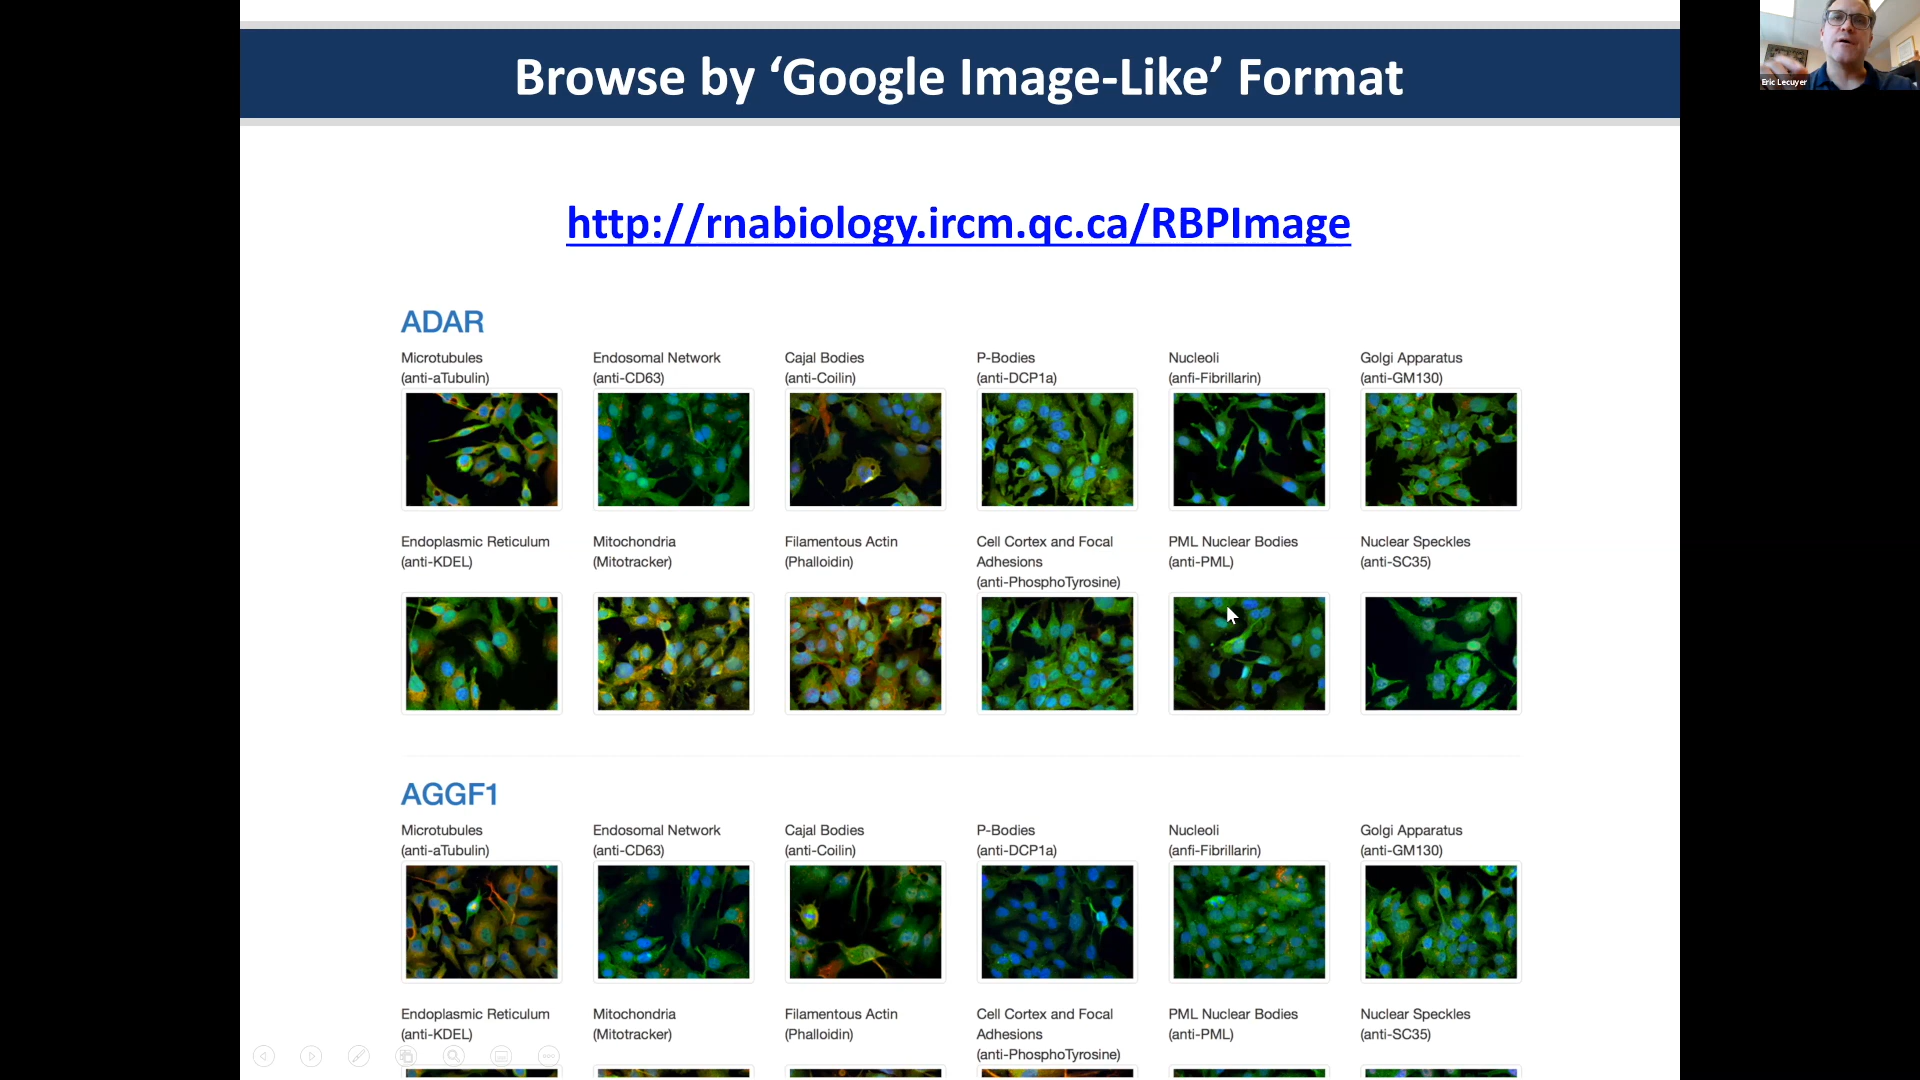 Browse by ‘Google Image-Like’ Format
Eric Lecuyer
http://rnabiology.ircm.qc.ca/RBPImage
ADAR
Microtubules
(anti-aTubulin)
Endosomal Network
(anti-CD63)
Cajal Bodies
(anti-Coilin)
P-Bodies
(anti-DCP1a)
Nucleoli
(anfi-Fibrillarin)
Golgi Apparatus
(anti-GM130)
Endoplasmic Reticulum
(anti-KDEL)
Mitochondria
(Mitotracker)
Filamentous Actin
(Phalloidin)
Cell Cortex and Focal
Adhesions
(anti-PhosphoTyrosine)
PML Nuclear Bodies
(anti-PML)
Nuclear Speckles
(anti-SC35)
AGGF1
Microtubules
(anti-aTubulin)
Endosomal Network
(anti-CD63)
Cajal Bodies
(anti-Coilin)
P-Bodies
(anti-DCP1a)
Nucleoli
(anfi-Fibrillarin)
Golgi Apparatus
(anti-GM130)
Endoplasmic Reticulum
(anti-KDEL)
Mitochondria
(Mitotracker)
Filamentous Actin
(Phalloidin)
Cell Cortex and Focal
Adhesions
(anti-PhosphoTyrosine)
PML Nuclear Bodies
(anti-PML)
Nuclear Speckles
(anti-SC35)